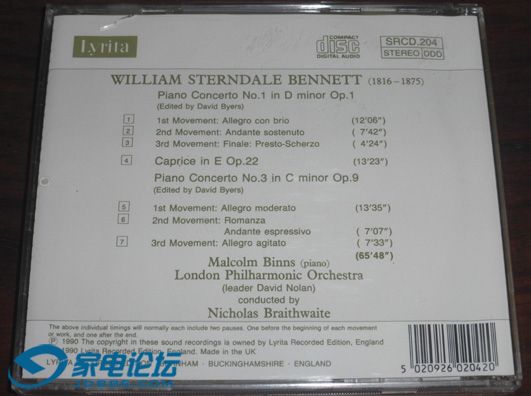 Lyrita
COMPACT
disc
DIGITAL AUDIO
SRCD.204
STEREO DDD
WILLIAM STERNDALE BENNETT (1816-1875)
Piano Concerto No.1 in D minor Op.1
(Edited by David Byers)
1 1st Movement: Allegro con brio (12'06")
2 2nd Movement: Andante sostenuto ( 7'42")
3 3rd Movement: Finale: Presto-Scherzo ( 4'24")
4 Caprice in E Op.22 (13'23")
Piano Concerto No.3 in C minor Op.9
(Edited by David Byers)
5 1st Movement: Allegro moderato (13'35")
6 2nd Movement: Romanza
Andante espressivo ( 7'07")
7 3rd Movement: Allegro agitato ( 7'33")
(65'48")
Malcolm Binns (piano)
London Philharmonic Orchestra
(leader David Nolan)
conducted by
Nicholas Braithwaite
The above individual timings will normally each include two pauses. One before the beginning of each movement
or work, and one after the end.
℗ 1990 The copyright in these sound recordings is owned by Lyrita Recorded Edition, England.
1990 Lyrita Recorded Edition, England. Made in the UK
BUCKINGHAMSHIRE - ENGLAND
5 020926 020420
家电论坛